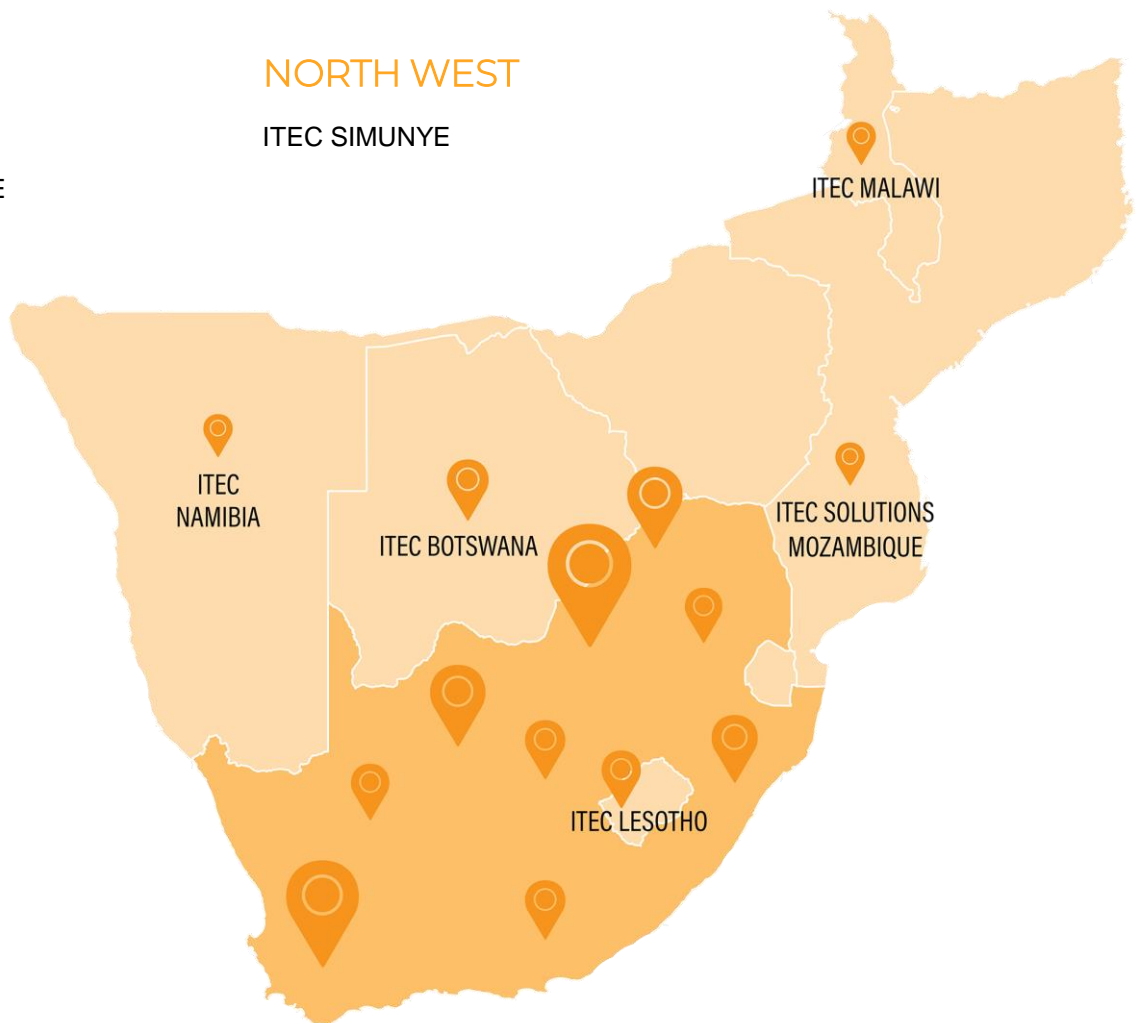 NORTH WEST
ITEC SIMUNYE
E
ITEC MALAWI
ITEC
NAMIBIA
ITEC BOTSWANA
ITEC SOLUTIONS
MOZAMBIQUE
ITEC LESOTHO